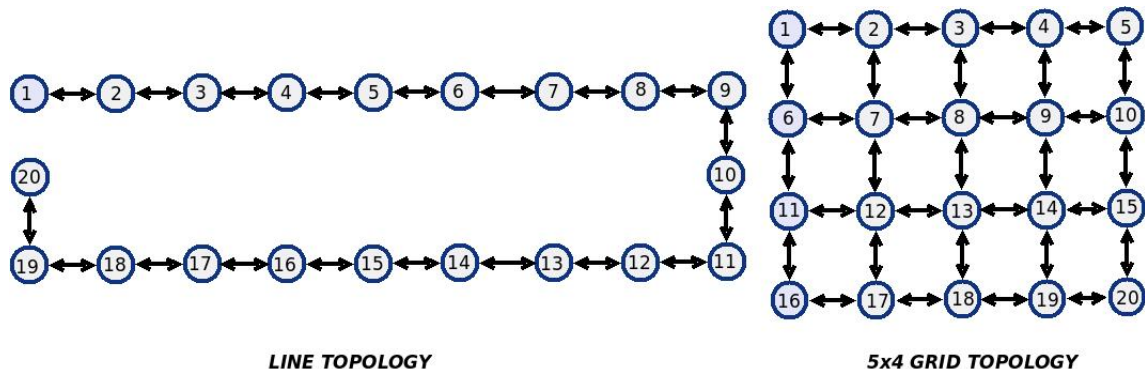 1 2 3 4 5 6 7 8 9
10
20
19 18 17 16 15 14 13 12 11
LINE TOPOLOGY
1 2 3 4 5
6 7 8 9 10
11 12 13 14 15
16 17 18 19 20
5x4 GRID TOPOLOGY